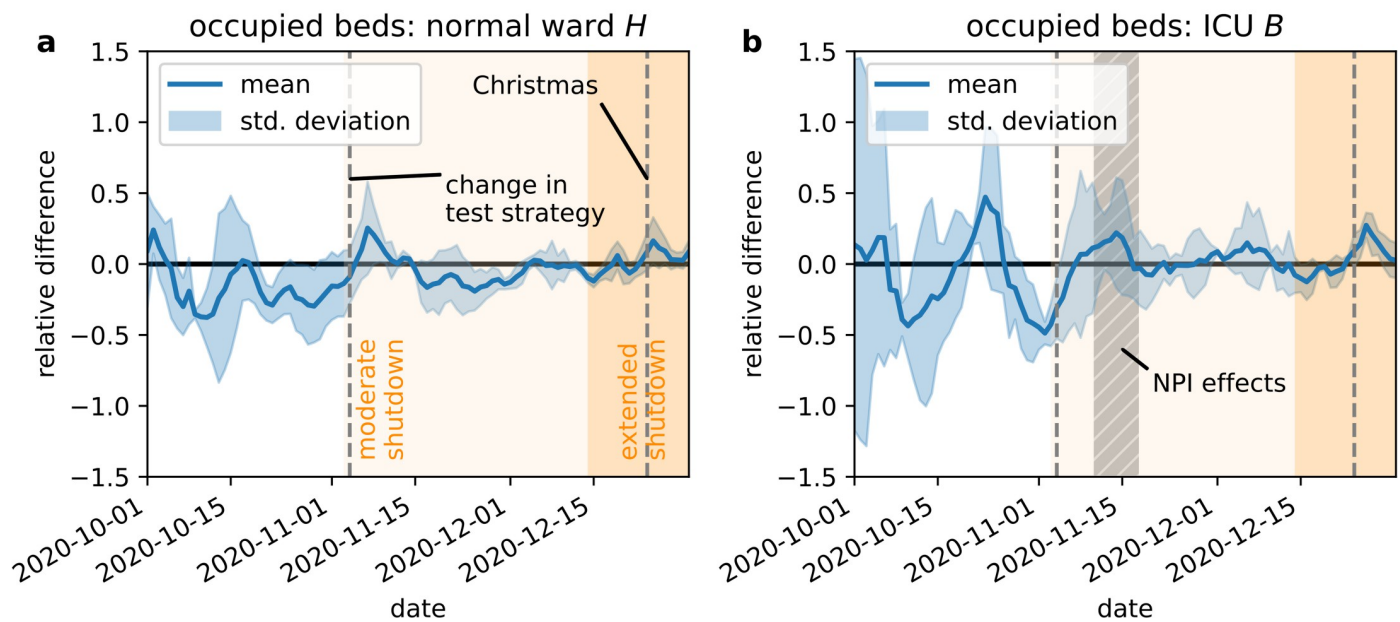 a
occupied beds: normal ward H
1.5
1.0
0.5
0.0
−0.5
−1.0
−1.5
relative difference
mean
std. deviation
Christmas
change in
test strategy
moderate
shutdown
extended
shutdown
2020-10-01
2020-10-15
2020-11-01
2020-11-15
2020-12-01
2020-12-15
date
b
occupied beds: ICU B
1.5
1.0
0.5
0.0
−0.5
−1.0
−1.5
relative difference
mean
std. deviation
NPI effects
2020-10-01
2020-10-15
2020-11-01
2020-11-15
2020-12-01
2020-12-15
date